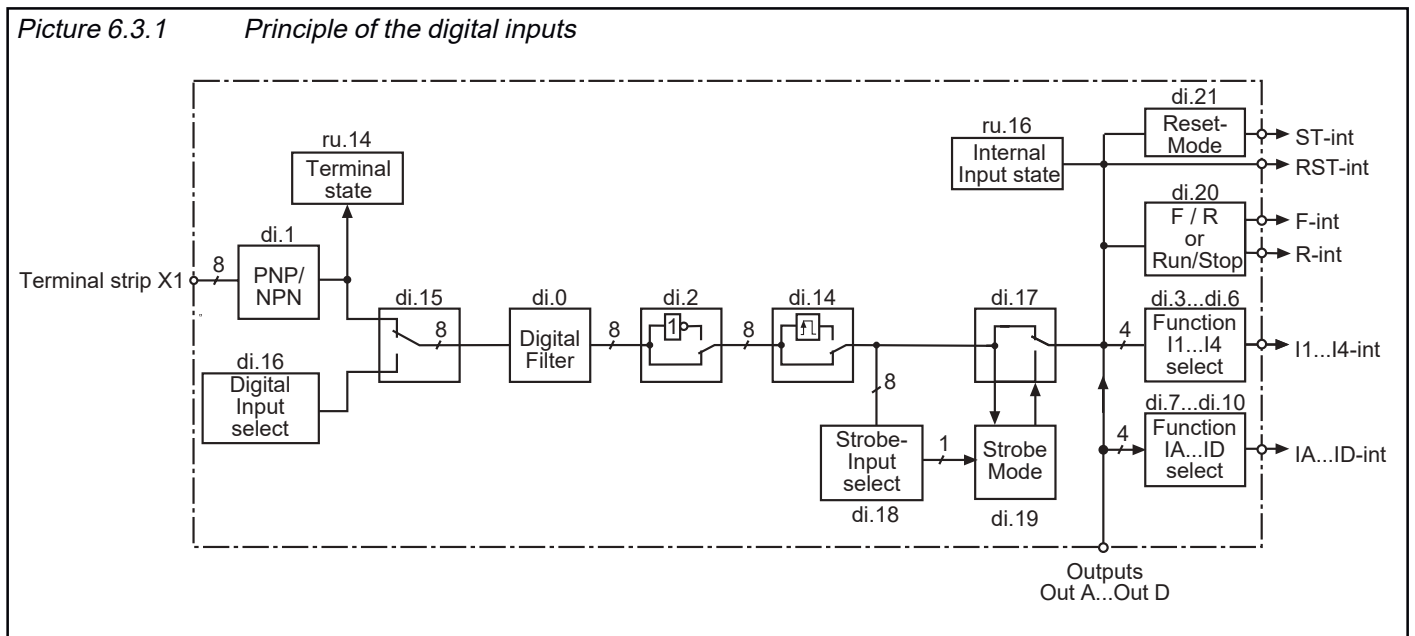 Picture 6.3.1 Principle of the digital inputs
di.21
Reset-
Mode
ST-int
RST-int
ru.14
Terminal
state
ru.16
Internal
Input state
di.20
F / R
or
Run/Stop
F-int
R-int
Terminal strip X1
8
di.1
PNP/
NPN
di.15
8
di.0
Digital
Filter
8
di.2
1
8
di.14
di.17
4
di.3...di.6
Function
I1...I4
select
I1...I4-int
di.16
Digital
Input
select
8
Strobe-
Input
select
di.18
1
Strobe
Mode
di.19
4
di.7...di.10
Function
IA...ID
select
IA...ID-int
Outputs
Out A...Out D